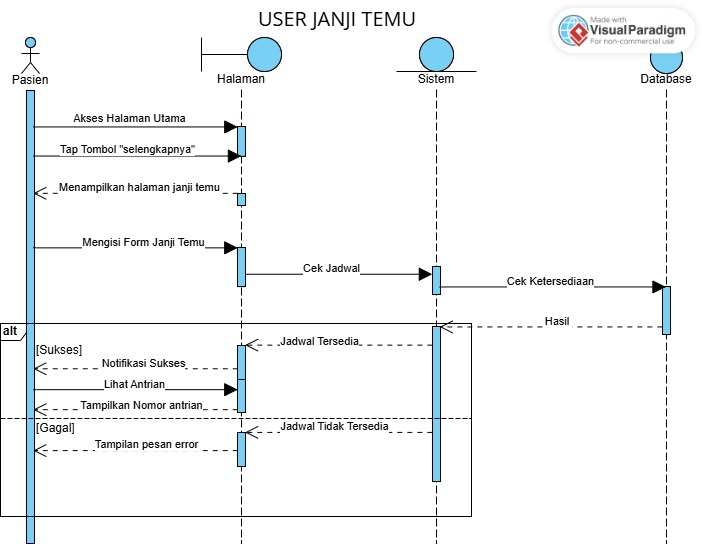 USER JANJI TEMU
Made with
Visual Paradigm
For non-commercial use
Pasien
Halaman
Sistem
Database
Akses Halaman Utama
Tap Tombol "selengkapnya"
Menampilkan halaman janji temu
Mengisi Form Janji Temu
Cek Jadwal
Cek Ketersediaan
Hasil
alt
Jadwal Tersedia
[Sukses]
Notifikasi Sukses
Lihat Antrian
Tampilkan Nomor antrian
[Gagal]
Jadwal Tidak Tersedia
Tampilan pesan error